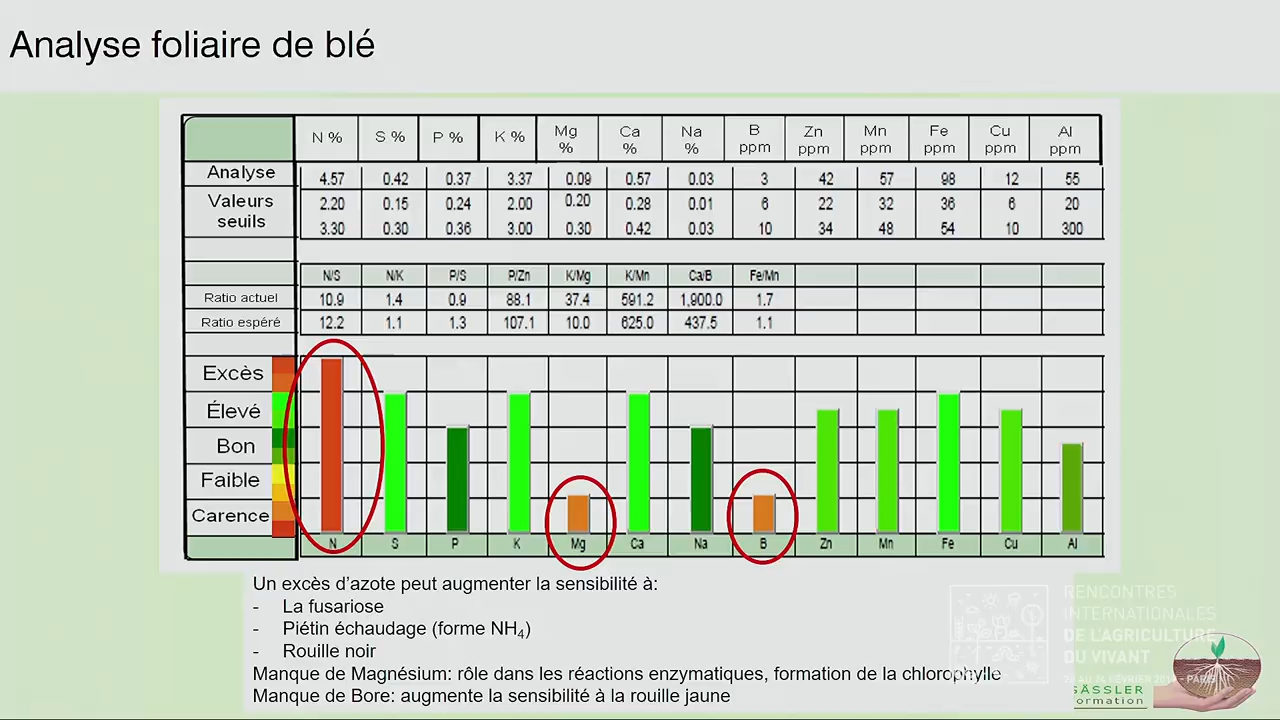 Analyse foliaire de blé
N % S % P % K % Mg % Ca % Na % B ppm Zn ppm Mn ppm Fe ppm Cu ppm Al ppm
Analyse 4.57 0.42 0.37 3.37 0.09 0.57 0.03 3 42 57 98 12 55
Valeurs seuils 2.20 0.15 0.24 2.00 0.20 0.28 0.01 6 22 32 36 6 20
3.30 0.30 0.36 3.00 0.30 0.42 0.03 10 34 48 54 10 300
N/S N/K P/S P/Zn K/Mg K/Mn Ca/B Fe/Mn
Ratio actuel 10.9 1.4 0.9 88.1 37.4 591.2 1,900.0 1.7
Ratio espéré 12.2 1.1 1.3 107.1 10.0 625.0 437.5 1.1
Excès
Élevé
Bon
Faible
Carence
N S P K Mg Ca Na B Zn Mn Fe Cu Al
Un excès d'azote peut augmenter la sensibilité à:
- La fusariose
- Piétin échaudage (forme NH₄)
- Rouille noir
Manque de Magnésium: rôle dans les réactions enzymatiques, formation de la chlorophylle
Manque de Bore: augmente la sensibilité à la rouille jaune
RENCONTRES
INTERNATIONALES
DE L'AGRICULTURE
DU VIVANT
SÄSSLER
formation